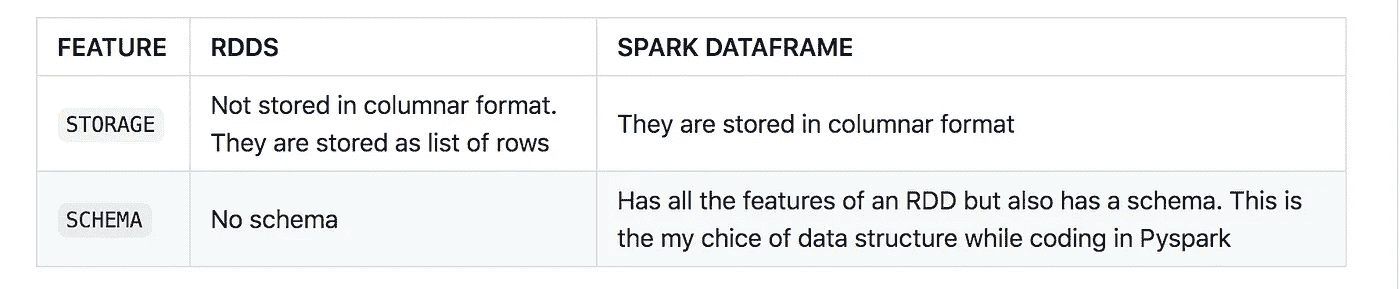 FEATURE RDDS SPARK DATAFRAME
STORAGE
Not stored in columnar format.
They are stored as list of rows
They are stored in columnar format
SCHEMA
No schema
Has all the features of an RDD but also has a schema. This is
the my chice of data structure while coding in Pyspark